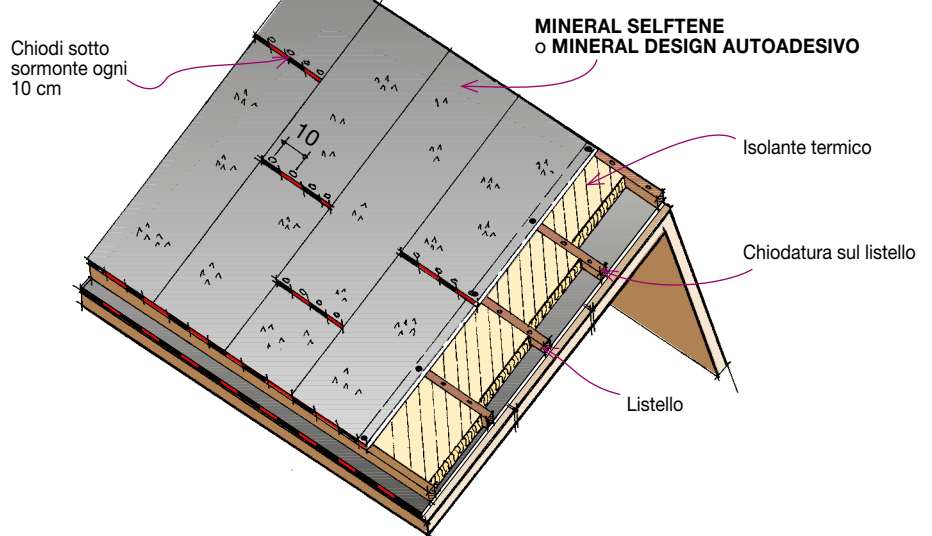 MINERAL SELFTENE
o MINERAL DESIGN AUTOADESIVO
Chiodi sotto
sormonte ogni
10 cm
10
Isolante termico
Chiodatura sul listello
Listello